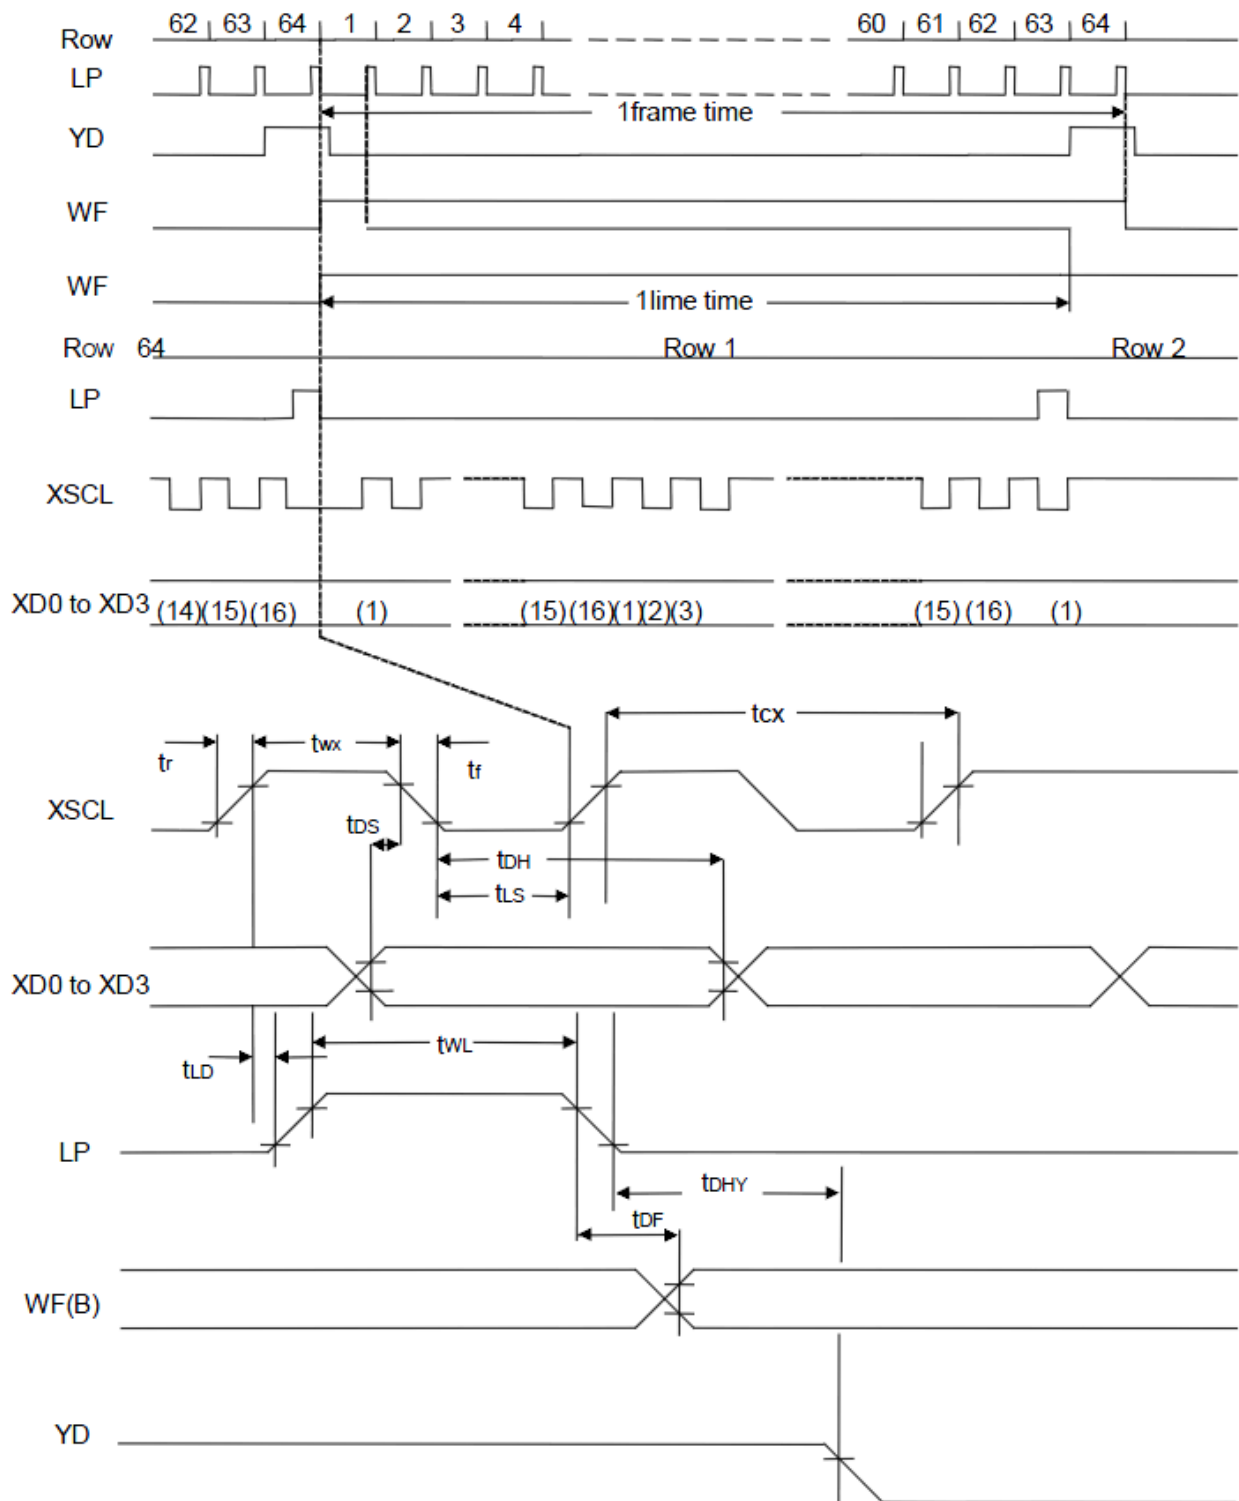 Row 62 63 64 1 2 3 4 60 61 62 63 64
LP
1frame time
YD
WF
WF
1lime time
Row 64 Row 1 Row 2
LP
XSCL
XD0 to XD3 (14)(15)(16) (1) (15)(16)(1)(2)(3) (15)(16) (1)
tcx
tr twx tf
XSCL
tDS
tDH
tLS
XD0 to XD3
tWL
tLD
LP
tDHY
tDF
WF(B)
YD